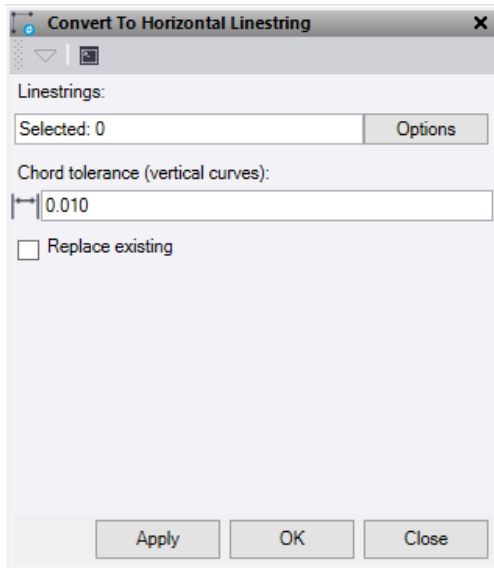 Convert To Horizontal Linestring
Linestrings:
Selected: 0 Options
Chord tolerance (vertical curves):
0.010
Replace existing
Apply OK Close